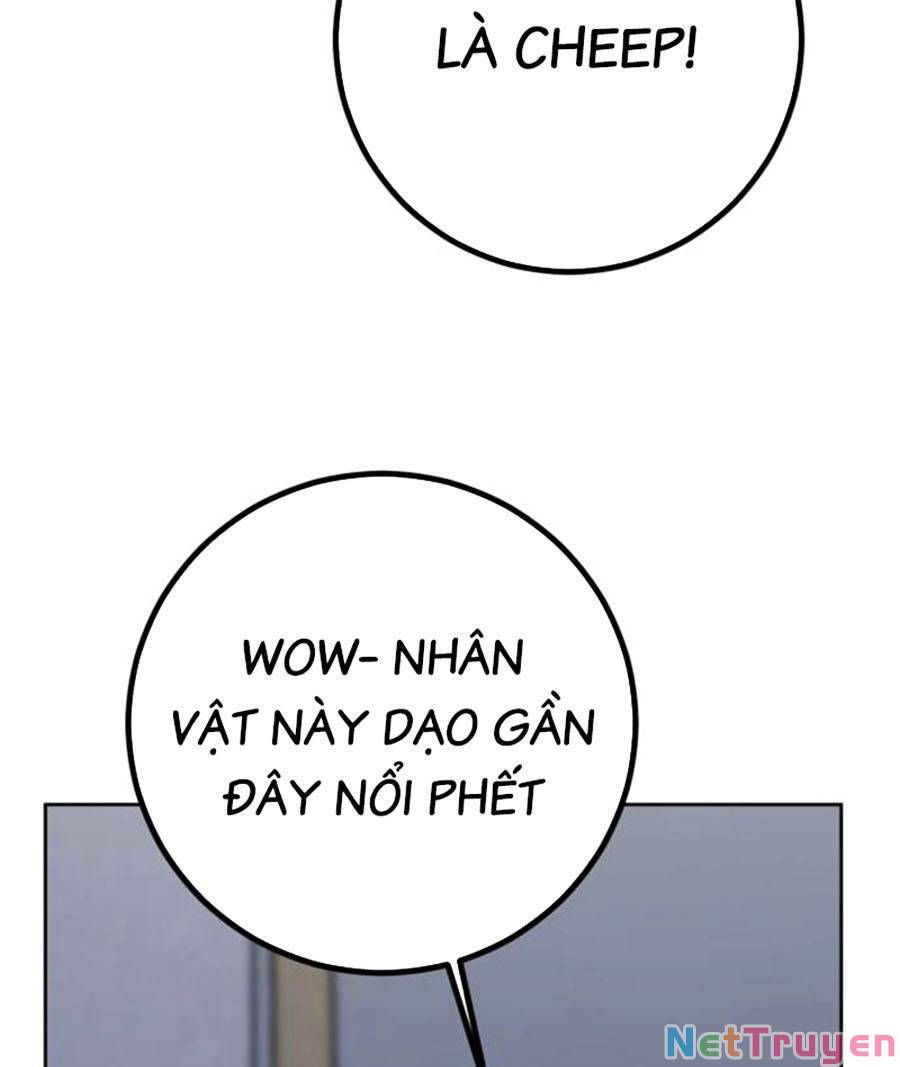 LÀ CHEEP!
WOW- NHÂN
VẬT NÀY DẠO GẦN
ĐÂY NỔI PHẾT
NetTruyen